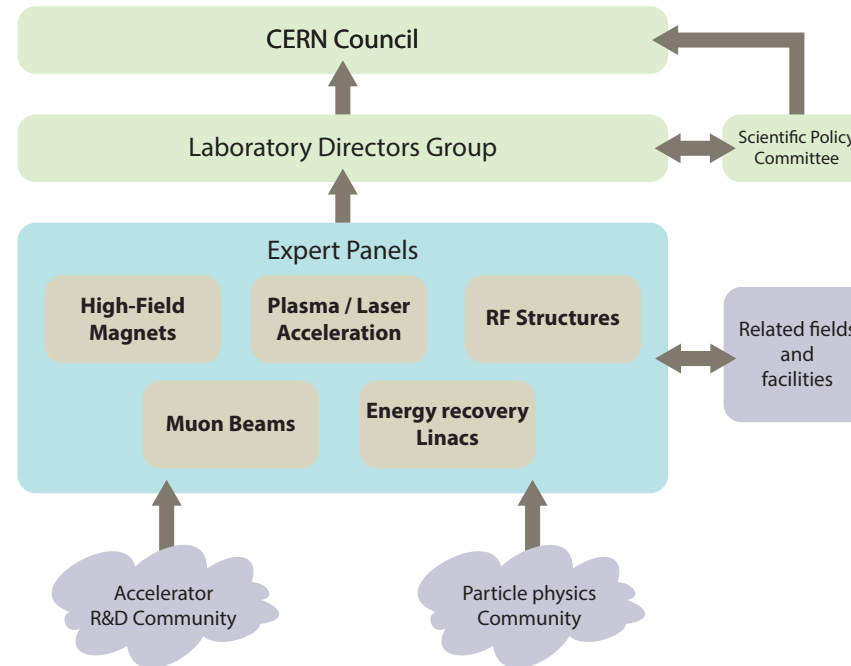 CERN Council
Laboratory Directors Group
Scientific Policy
Committee
Expert Panels
High-Field
Magnets
Plasma / Laser
Acceleration
RF Structures
Related fields
and
facilities
Muon Beams
Energy recovery
Linacs
Accelerator
R&D Community
Particle physics
Community